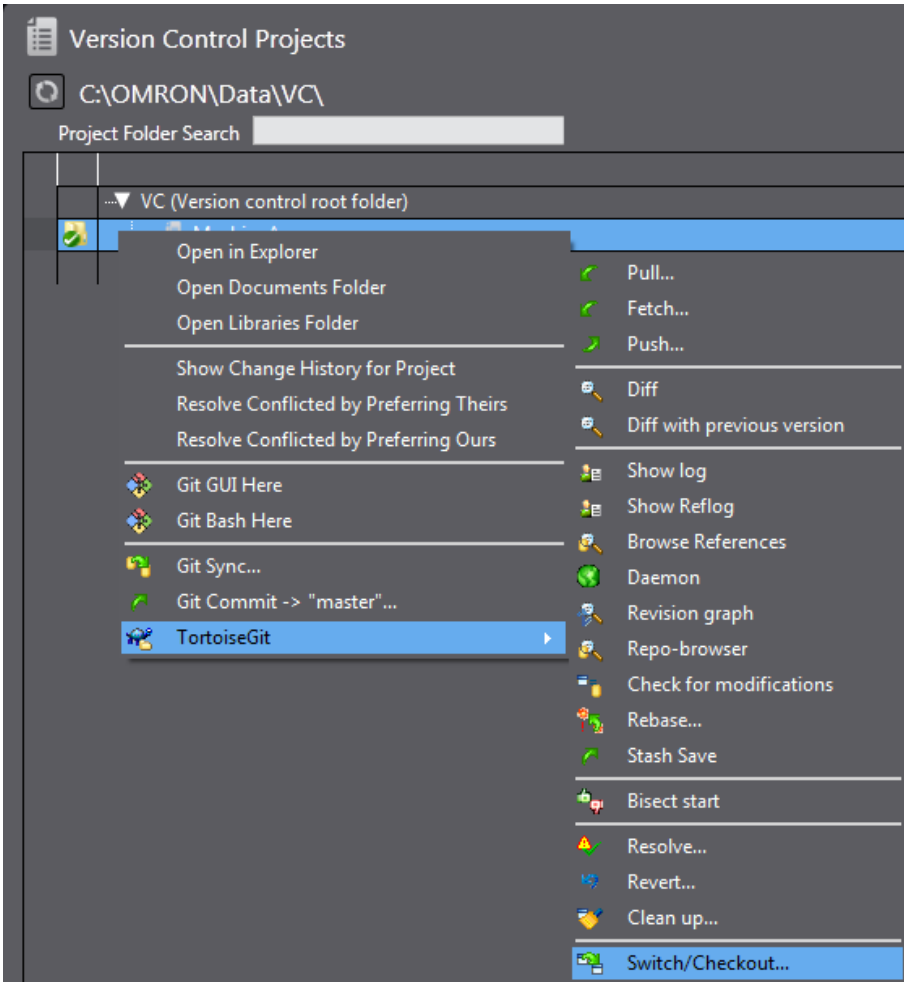 Version Control Projects
C:\OMRON\Data\VC\
Project Folder Search
VC (Version control root folder)
Open in Explorer
Open Documents Folder
Open Libraries Folder
Show Change History for Project
Resolve Conflicted by Preferring Theirs
Resolve Conflicted by Preferring Ours
Git GUI Here
Git Bash Here
Git Sync...
Git Commit -> "master"...
TortoiseGit
Pull...
Fetch...
Push...
Diff
Diff with previous version
Show log
Show Reflog
Browse References
Daemon
Revision graph
Repo-browser
Check for modifications
Rebase...
Stash Save
Bisect start
Resolve...
Revert...
Clean up...
Switch/Checkout...